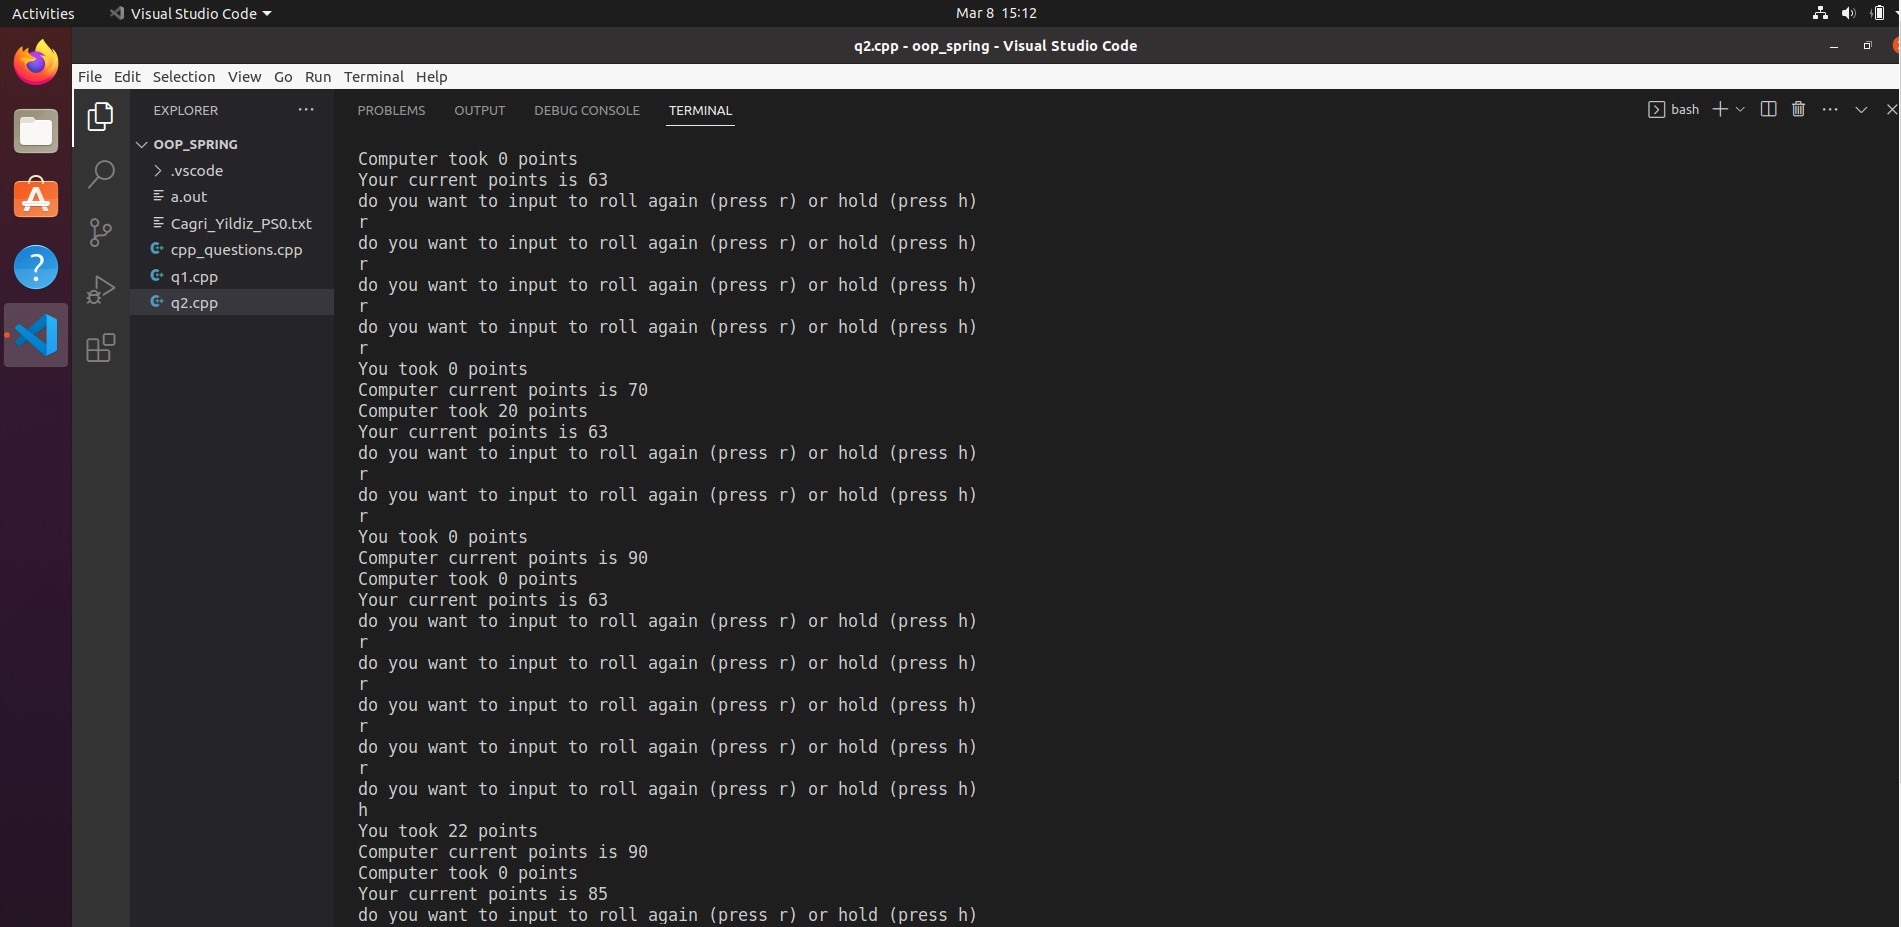 Activities Visual Studio Code Mar 8 15:12
q2.cpp - oop_spring - Visual Studio Code
File Edit Selection View Go Run Terminal Help
EXPLORER PROBLEMS OUTPUT DEBUG CONSOLE TERMINAL bash
OOP_SPRING
.vscode
a.out
Cagri_Yildiz_PS0.txt
cpp_questions.cpp
q1.cpp
q2.cpp
Computer took 0 points
Your current points is 63
do you want to input to roll again (press r) or hold (press h)
r
do you want to input to roll again (press r) or hold (press h)
r
do you want to input to roll again (press r) or hold (press h)
r
do you want to input to roll again (press r) or hold (press h)
r
You took 0 points
Computer current points is 70
Computer took 20 points
Your current points is 63
do you want to input to roll again (press r) or hold (press h)
r
do you want to input to roll again (press r) or hold (press h)
r
You took 0 points
Computer current points is 90
Computer took 0 points
Your current points is 63
do you want to input to roll again (press r) or hold (press h)
r
do you want to input to roll again (press r) or hold (press h)
r
do you want to input to roll again (press r) or hold (press h)
r
do you want to input to roll again (press r) or hold (press h)
r
do you want to input to roll again (press r) or hold (press h)
h
You took 22 points
Computer current points is 90
Computer took 0 points
Your current points is 85
do you want to input to roll again (press r) or hold (press h)